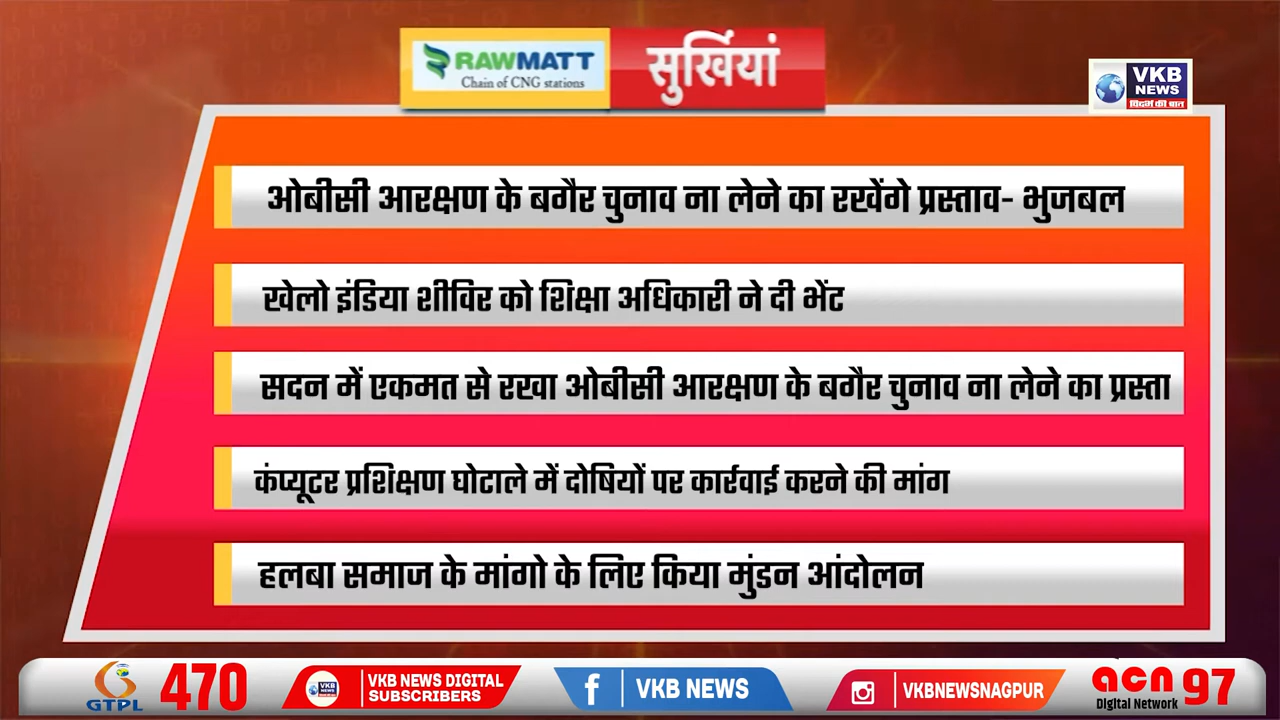 RAWMATT
Chain of CNG stations
सुर्खियां
VKB
NEWS
विदर्भ की बात
ओबीसी आरक्षण के बगैर चुनाव ना लेने का रखेंगे प्रस्ताव- भुजबल
खेलो इंडिया शीविर को शिक्षा अधिकारी ने दी भेंट
सदन में एकमत से रखा ओबीसी आरक्षण के बगैर चुनाव ना लेने का प्रस्ता
कंप्यूटर प्रशिक्षण घोटाले में दोषियों पर कार्रवाई करने की मांग
हलबा समाज के मांगो के लिए किया मुंडन आंदोलन
GTPL
470
VKB
NEWS
VKB NEWS DIGITAL
SUBSCRIBERS
f
VKB NEWS
VKBNEWSNAGPUR
acn 97
Digital Network